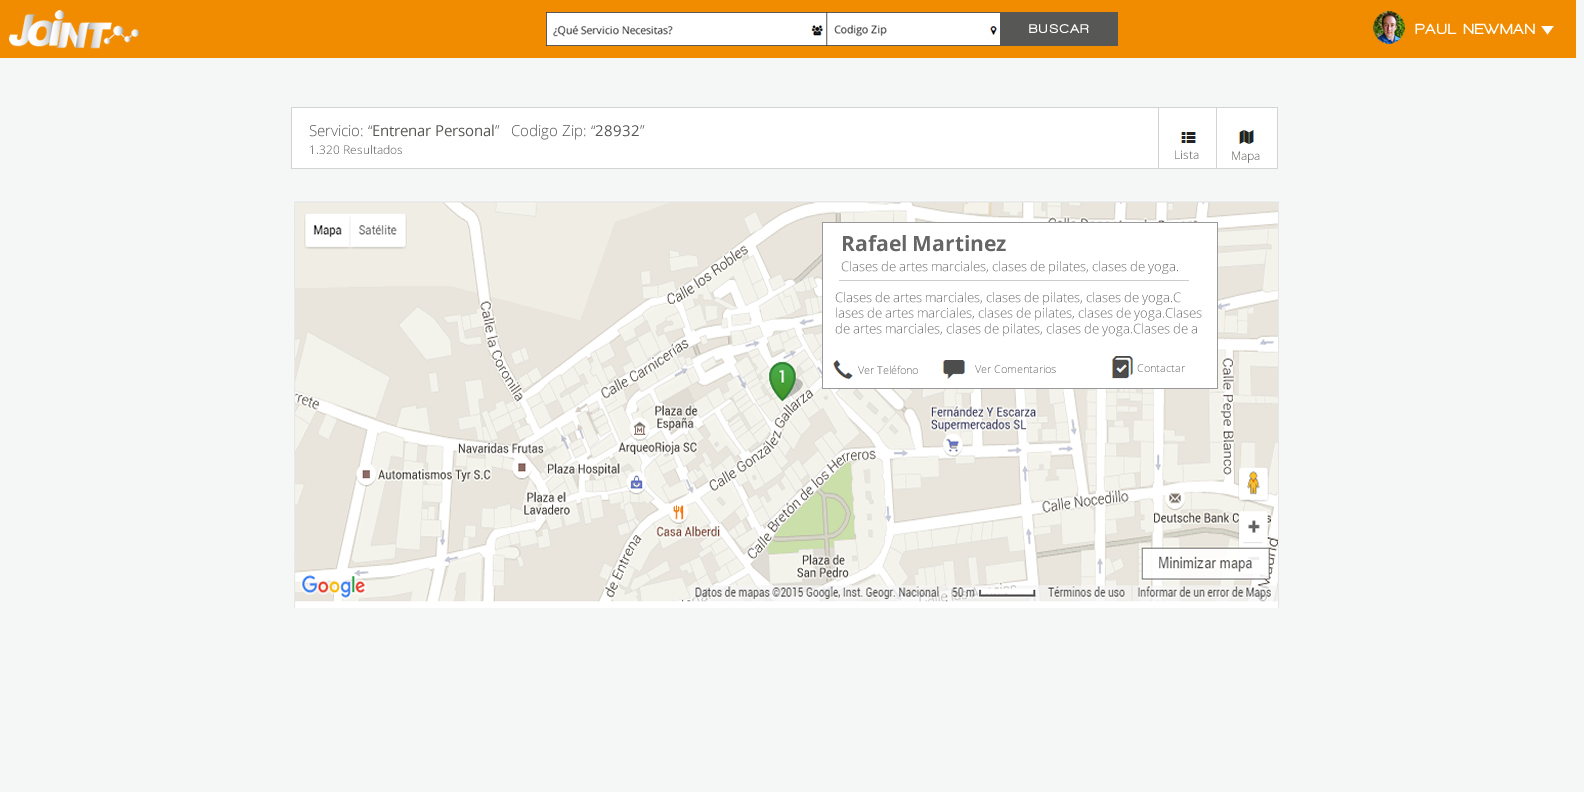 JOINT
¿Qué Servicio Necesitas?
Codigo Zip
BUSCAR
PAUL NEWMAN
Servicio: “Entrenar Personal” Codigo Zip: “28932”
1.320 Resultados
Lista
Mapa
Mapa
Satélite
Rafael Martinez
Clases de artes marciales, clases de pilates, clases de yoga.
Clases de artes marciales, clases de pilates, clases de yoga.C
lases de artes marciales, clases de pilates, clases de yoga.Clases
de artes marciales, clases de pilates, clases de yoga.Clases de a
Ver Teléfono
Ver Comentarios
Contactar
Calle los Robles
Calle la Coronilla
Calle Carnicerías
1
rrete
Plaza de
España
ArqueoRioja SC
Navaridas Frutas
Plaza Hospital
Automatismos Tyr S.C
Plaza el
Lavadero
Casa Alberdi
Calle González Gallarza
Calle Bretón de los Herreros
Fernández Y Escarza
Supermercados SL
Calle Pepe Blanco
Calle Nocedillo
Deutsche Bank C
Plaza de
San Pedro
de Entrena
Minimizar mapa
Google
Datos de mapas ©2015 Google, Inst. Geogr. Nacional
50 m
Términos de uso
Informar de un error de Maps